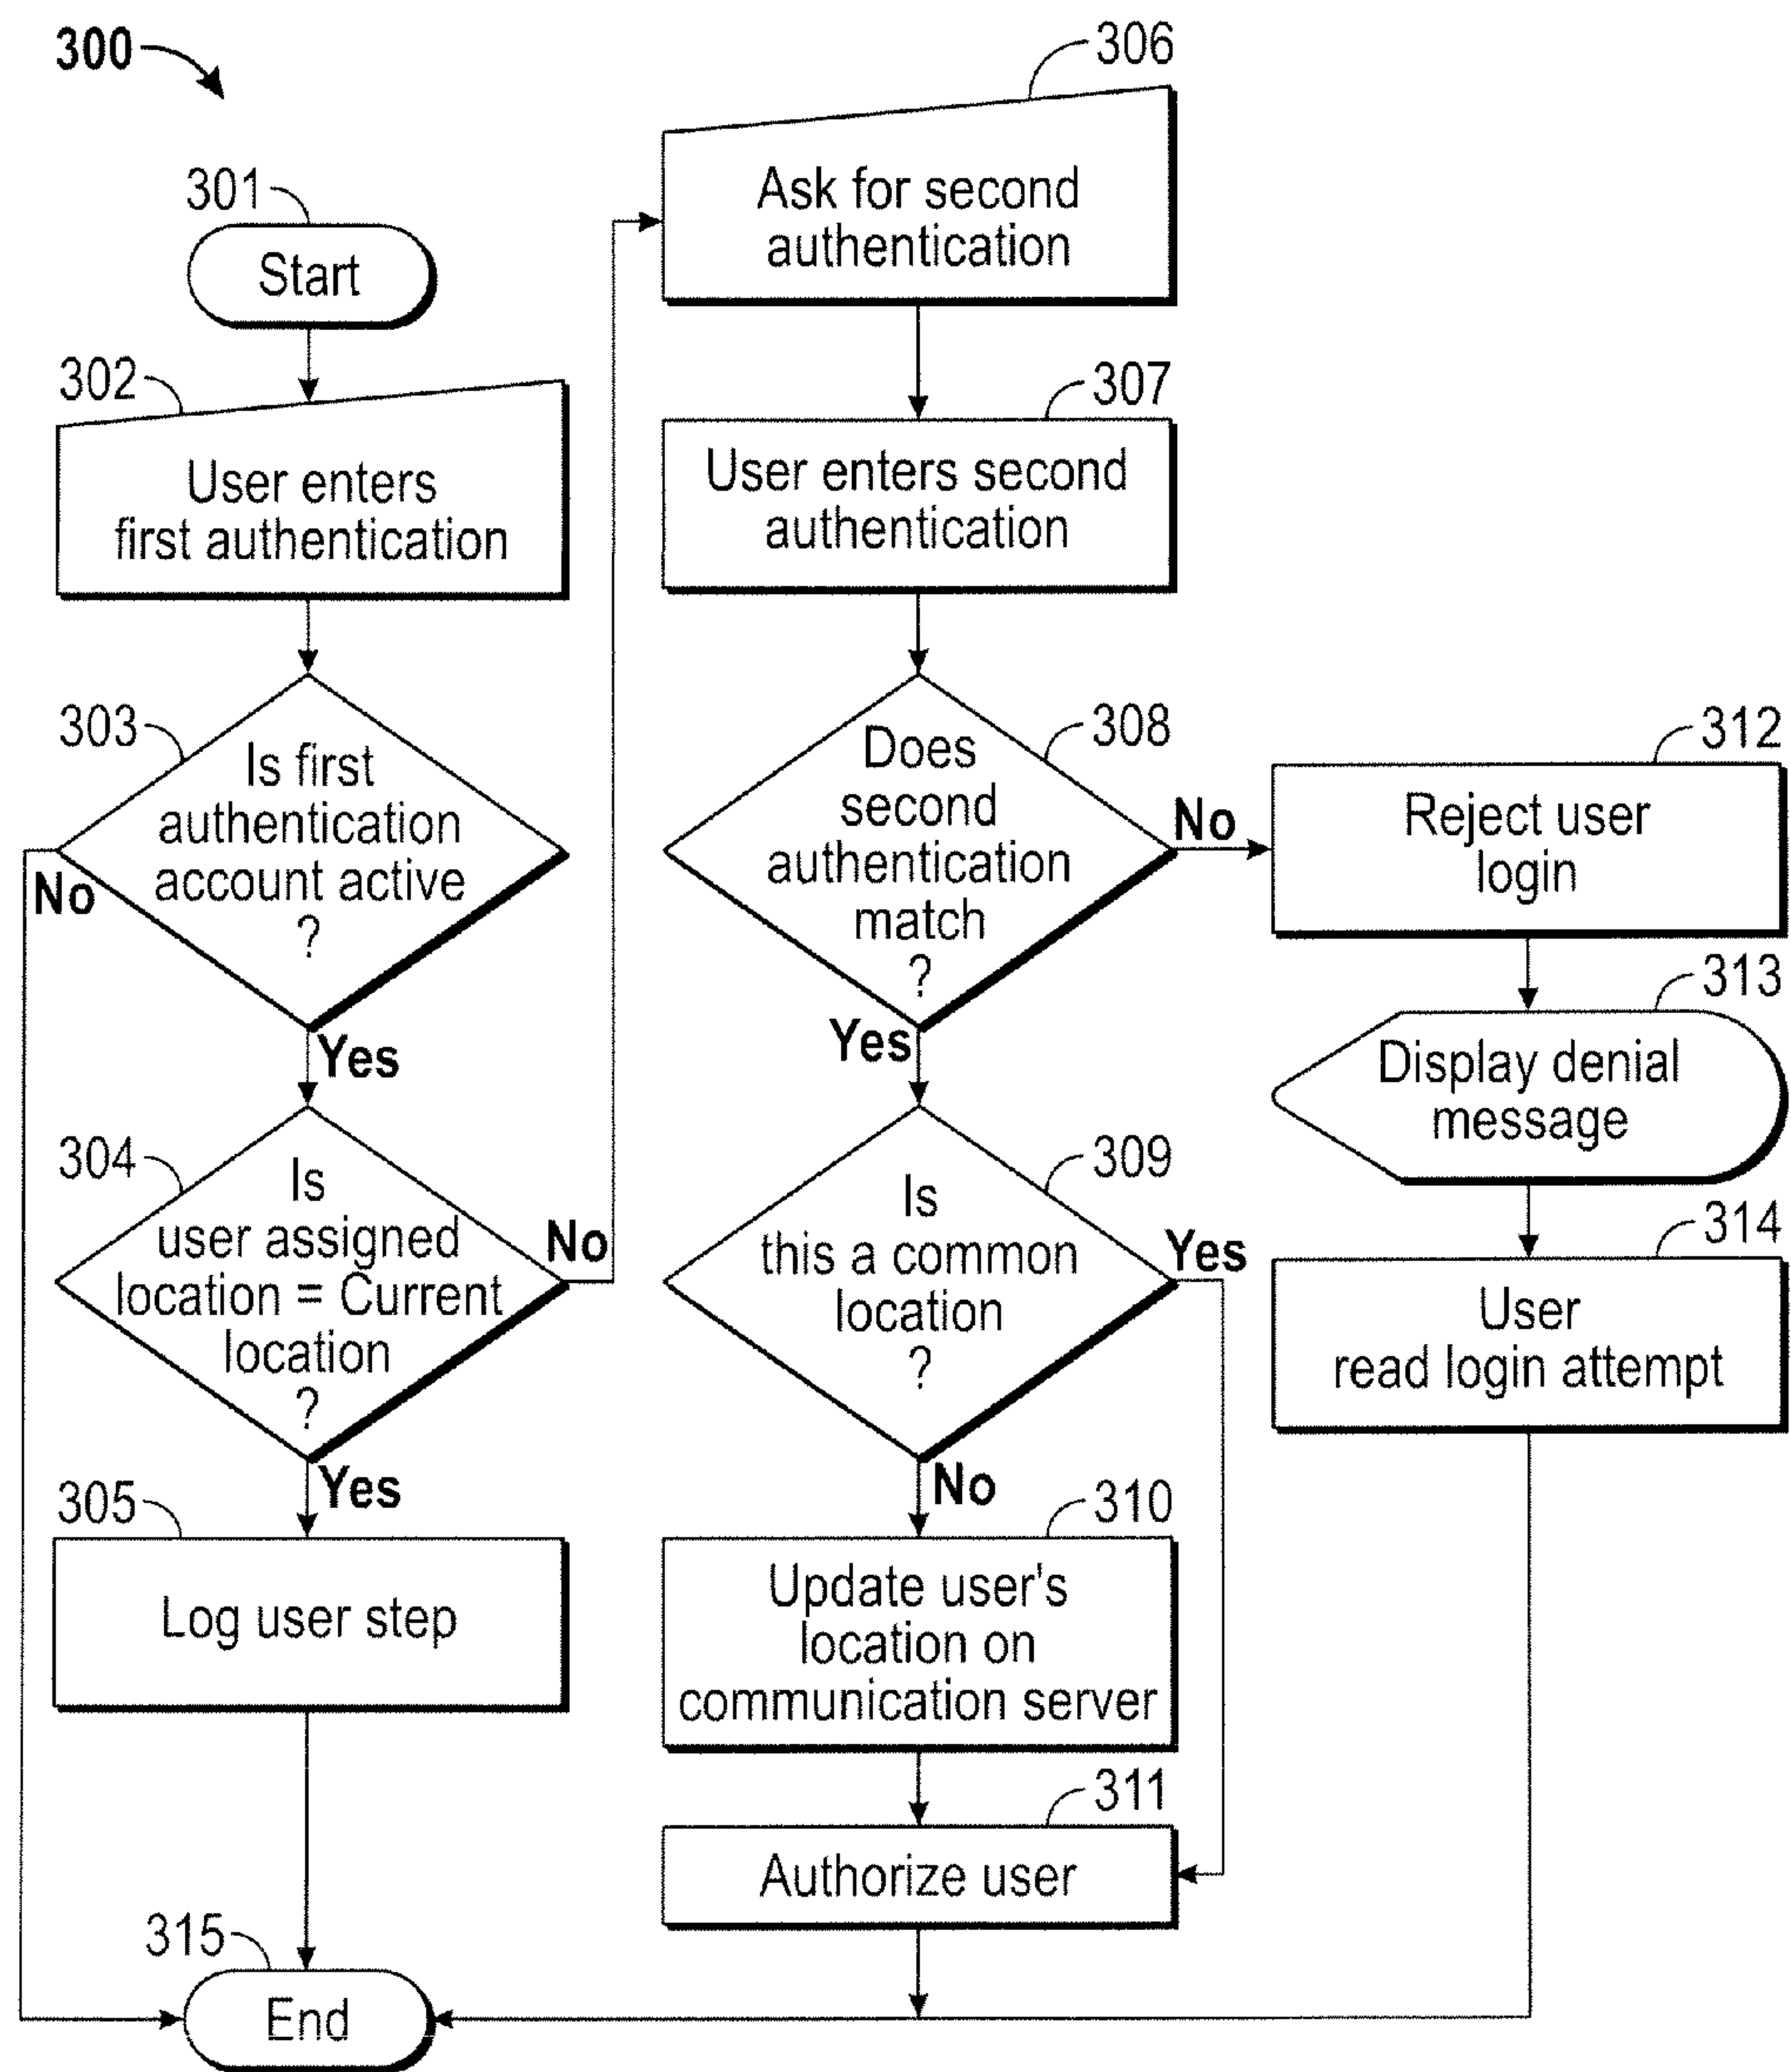 300
301
Start
302
User enters
first authentication
303
Is first
authentication
account active
?
No
Yes
304
Is
user assigned
location = Current
location
?
No
Yes
305
Log user step
306
Ask for second
authentication
307
User enters second
authentication
308
Does
second
authentication
match
?
No
Yes
309
Is
this a common
location
?
Yes
No
310
Update user's
location on
communication server
311
Authorize user
312
Reject user
login
313
Display denial
message
314
User
read login attempt
315
End